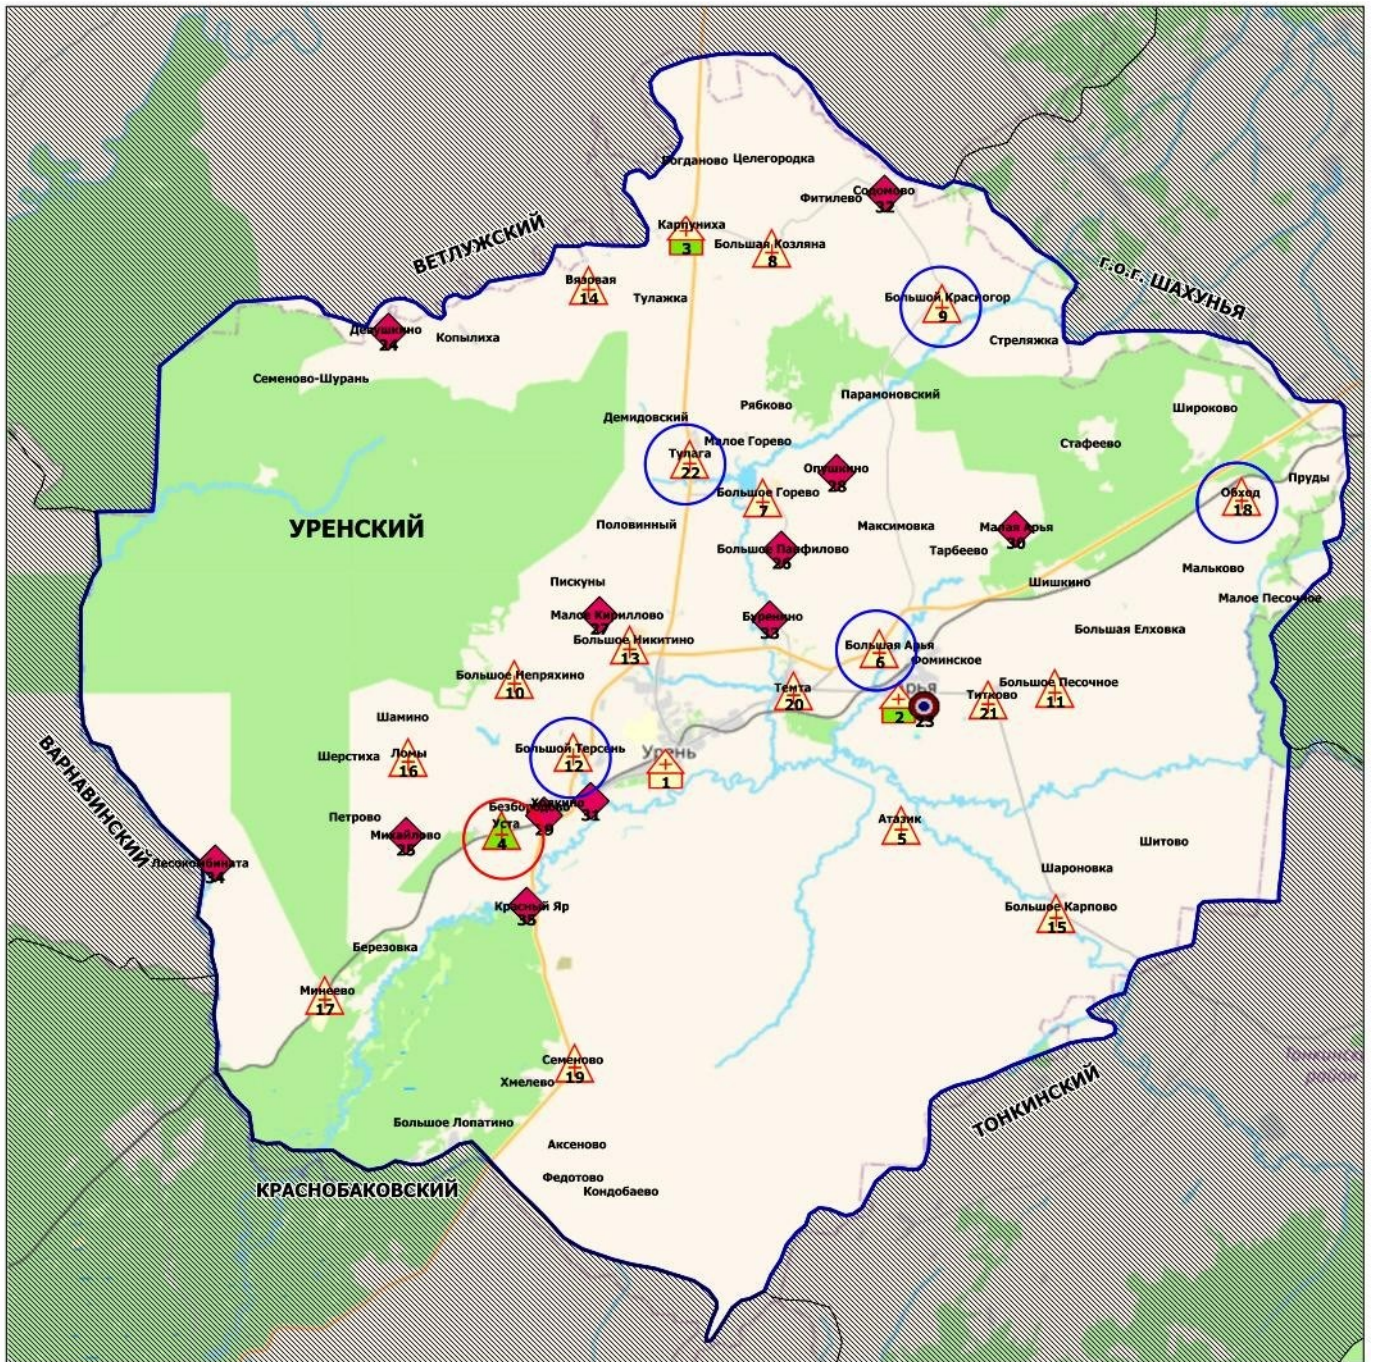 Богданово
Целегородка
Содомово
32
Фитилево
Карпуниха
3
Большая Козляна
8
ВЕТЛУЖСКИЙ
г.о.г. ШАХУНЬЯ
Вязовая
14
Тулажка
Большой Красногор
9
Девушкино
24
Копылиха
Стреляжка
Семеново-Шурань
Парамоновский
Рябково
Широково
Демидовский
Малое Горево
Стафеево
Тулага
22
Опушкино
28
Пруды
Большое Горево
7
Обход
18
УРЕНСКИЙ
Половинный
Максимовка
Малая Арья
30
Большое Панфилово
26
Тарбеево
Мальково
Пискуны
Шишкино
Малое Песочное
Малое Кириллово
27
Буренино
33
Большая Елховка
Большое Никитино
13
Большая Арья
6
Фоминское
Большое Непряхино
10
Темта
20
Арья
2
23
Титково
21
Большое Песочное
11
Шамино
Большой Терсень
12
Урень
1
Шерстиха
Ломы
16
ВАРНАВИНСКИЙ
31
Безбородово
29
Петрово
Уста
4
Михайлово
25
Атазик
5
Шитово
Лесокомбината
34
Шароновка
Красный Яр
35
Большое Карпово
15
Березовка
Минеево
17
Семеново
19
Хмелево
Тонкинский
район
ТОНКИНСКИЙ
Большое Лопатино
Аксеново
Федотово
Кондобаево
КРАСНОБАКОВСКИЙ